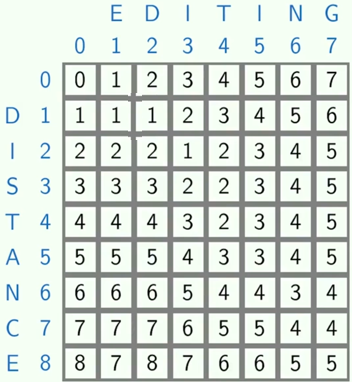 E D I T I N G
0 1 2 3 4 5 6 7
0 0 1 2 3 4 5 6 7
D 1 1 1 1 2 3 4 5 6
I 2 2 2 2 1 2 3 4 5
S 3 3 3 3 2 2 3 4 5
T 4 4 4 4 3 2 3 4 5
A 5 5 5 5 4 3 3 4 5
N 6 6 6 6 5 4 4 3 4
C 7 7 7 7 6 5 5 4 4
E 8 8 7 8 7 6 6 5 5